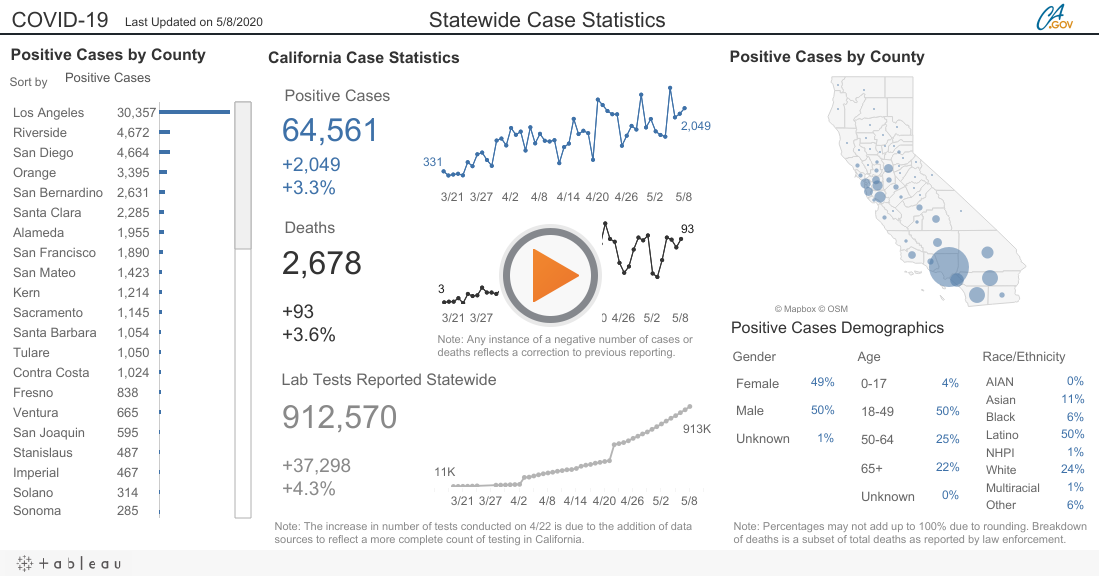 COVID-19 Last Updated on 5/8/2020 Statewide Case Statistics
CA.GOV
Positive Cases by County
Sort by Positive Cases
Los Angeles 30,357
Riverside 4,672
San Diego 4,664
Orange 3,395
San Bernardino 2,631
Santa Clara 2,285
Alameda 1,955
San Francisco 1,890
San Mateo 1,423
Kern 1,214
Sacramento 1,145
Santa Barbara 1,054
Tulare 1,050
Contra Costa 1,024
Fresno 838
Ventura 665
San Joaquin 595
Stanislaus 487
Imperial 467
Solano 314
Sonoma 285
California Case Statistics
Positive Cases
64,561
+2,049
+3.3%
331
2,049
3/21 3/27 4/2 4/8 4/14 4/20 4/26 5/2 5/8
Deaths
2,678
+93
+3.6%
3
93
3/21 3/27 0 4/26 5/2 5/8
Note: Any instance of a negative number of cases or
deaths reflects a correction to previous reporting.
Lab Tests Reported Statewide
912,570
+37,298
+4.3%
11K
913K
3/21 3/27 4/2 4/8 4/14 4/20 4/26 5/2 5/8
Note: The increase in number of tests conducted on 4/22 is due to the addition of data
sources to reflect a more complete count of testing in California.
Positive Cases by County
© Mapbox © OSM
Positive Cases Demographics
Gender
Female 49%
Male 50%
Unknown 1%
Age
0-17 4%
18-49 50%
50-64 25%
65+ 22%
Unknown 0%
Race/Ethnicity
AIAN 0%
Asian 11%
Black 6%
Latino 50%
NHPI 1%
White 24%
Multiracial 1%
Other 6%
Note: Percentages may not add up to 100% due to rounding. Breakdown
of deaths is a subset of total deaths as reported by law enforcement.
+ a b l e a u